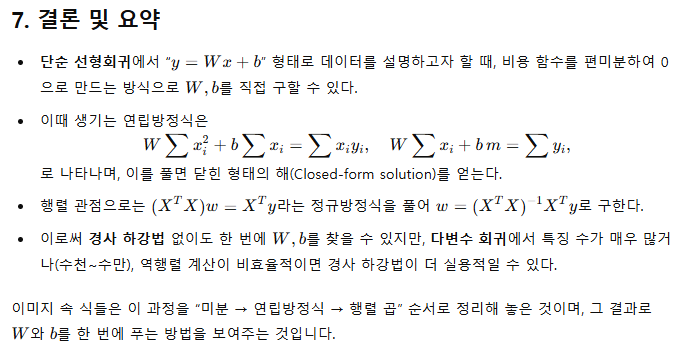 7. 결론 및 요약
• 단순 선형회귀에서 “y = Wx + b” 형태로 데이터를 설명하고자 할 때, 비용 함수를 편미분하여 0
으로 만드는 방식으로 W, b를 직접 구할 수 있다.
• 이때 생기는 연립방정식은
W ∑ x_i^2 + b ∑ x_i = ∑ x_i y_i, W ∑ x_i + b m = ∑ y_i,
로 나타나며, 이를 풀면 닫힌 형태의 해(Closed-form solution)를 얻는다.
• 행렬 관점으로는 (X^T X)w = X^T y라는 정규방정식을 풀어 w = (X^T X)^{-1} X^T y로 구한다.
• 이로써 경사 하강법 없이도 한 번에 W, b를 찾을 수 있지만, 다변수 회귀에서 특징 수가 매우 많거
나(수천~수만), 역행렬 계산이 비효율적이면 경사 하강법이 더 실용적일 수 있다.
이미지 속 식들은 이 과정을 “미분 → 연립방정식 → 행렬 곱” 순서로 정리해 놓은 것이며, 그 결과로
W와 b를 한 번에 푸는 방법을 보여주는 것입니다.